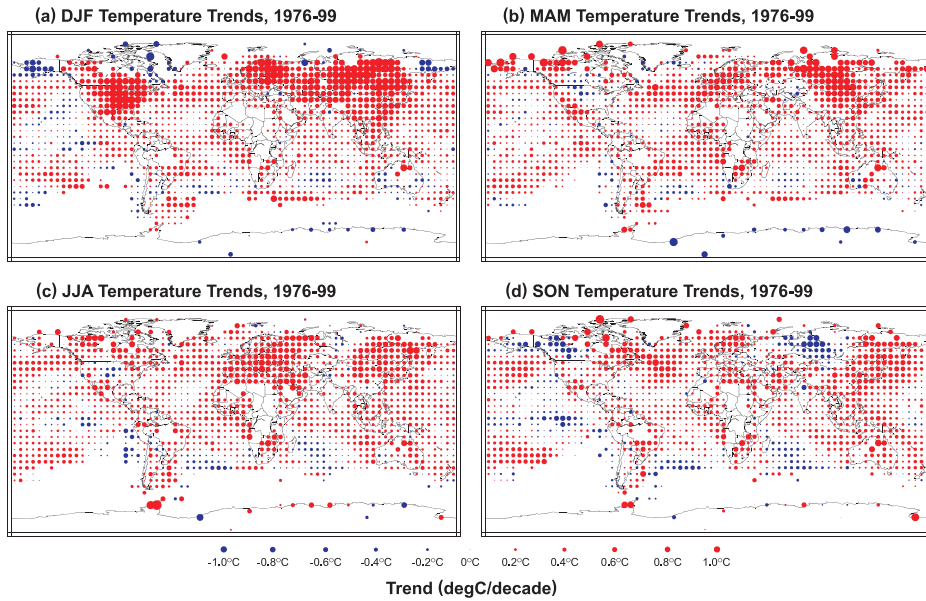 (a) DJF Temperature Trends, 1976-99
(b) MAM Temperature Trends, 1976-99
(c) JJA Temperature Trends, 1976-99
(d) SON Temperature Trends, 1976-99
-1.0°C -0.8°C -0.6°C -0.4°C -0.2°C 0°C 0.2°C 0.4°C 0.6°C 0.8°C 1.0°C
Trend (degC/decade)